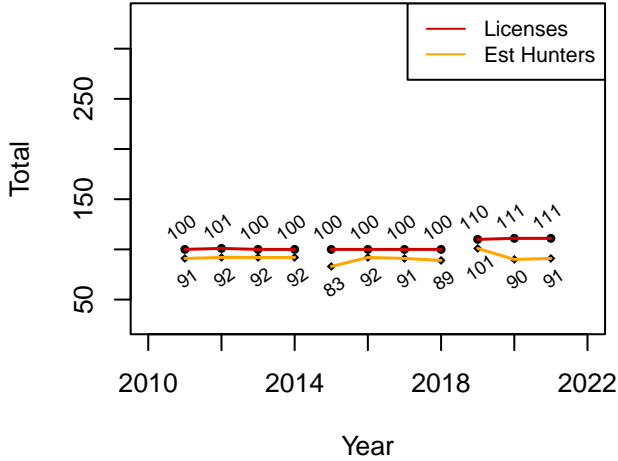 Licenses
Est Hunters
250
150
50
Total
100 101 100 100 100 100 100 100 110 111 111
91 92 92 92 83 92 91 89 101 90 91
2010 2014 2018 2022
Year